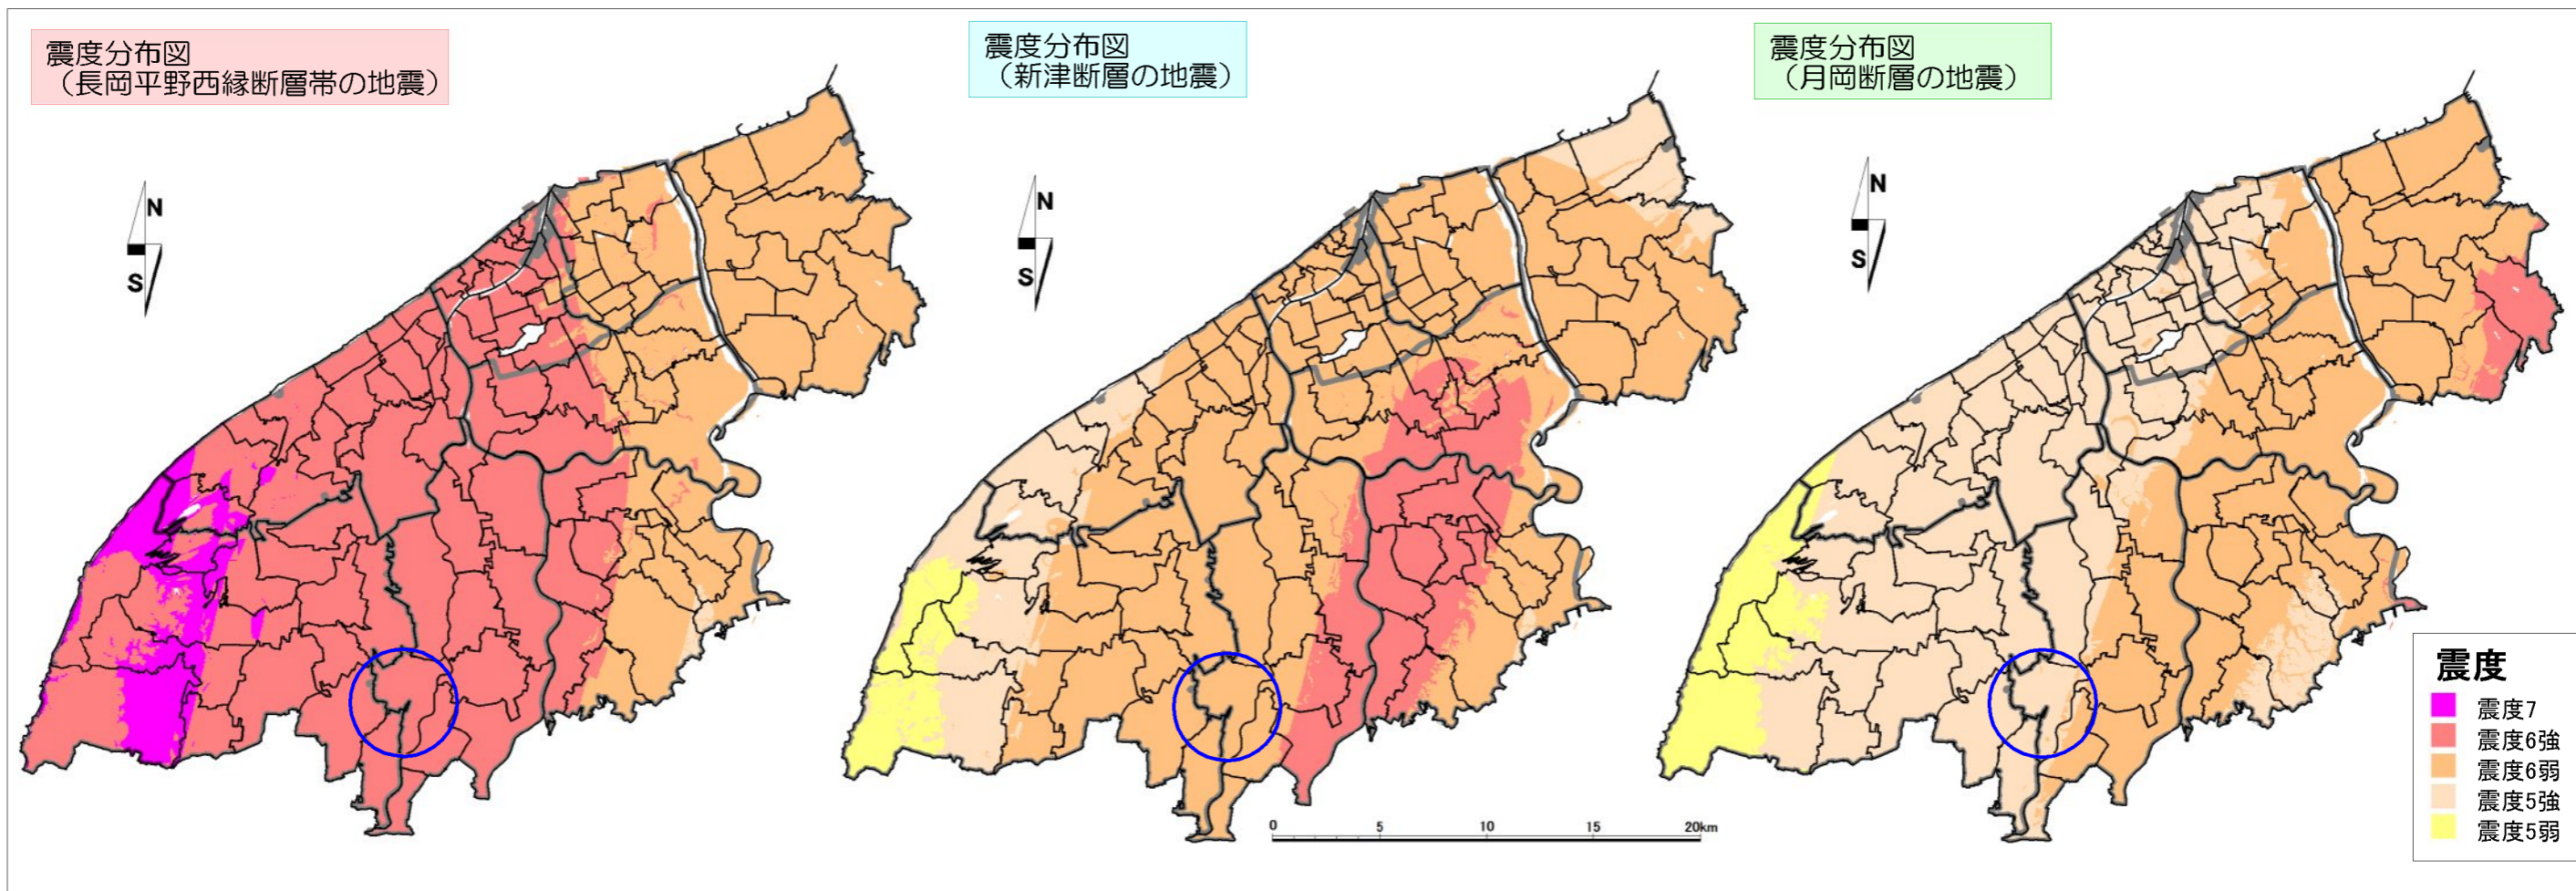 震度分布図
（長岡平野西縁断層帯の地震）
震度分布図
（新津断層の地震）
震度分布図
（月岡断層の地震）
N
S
N
S
N
S
0 5 10 15 20km
震度
震度7
震度6強
震度6弱
震度5強
震度5弱